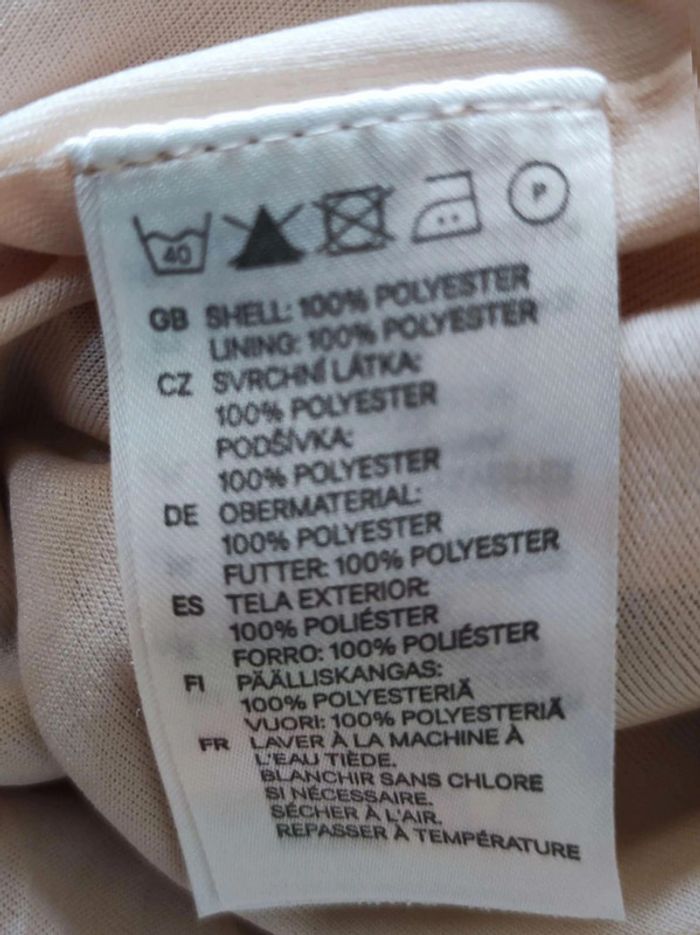 40
P
GB SHELL: 100% POLYESTER
LINING: 100% POLYESTER
CZ SVRCHNÍ LÁTKA:
100% POLYESTER
PODŠÍVKA:
100% POLYESTER
DE OBERMATERIAL:
100% POLYESTER
FUTTER: 100% POLYESTER
ES TELA EXTERIOR:
100% POLIÉSTER
FORRO: 100% POLIÉSTER
FI PÄÄLLISKANGAS:
100% POLYESTERIÄ
VUORI: 100% POLYESTERIÄ
FR LAVER À LA MACHINE À
L'EAU TIÈDE.
BLANCHIR SANS CHLORE
SI NÉCESSAIRE.
SÉCHER À L'AIR.
REPASSER À TEMPÉRATURE